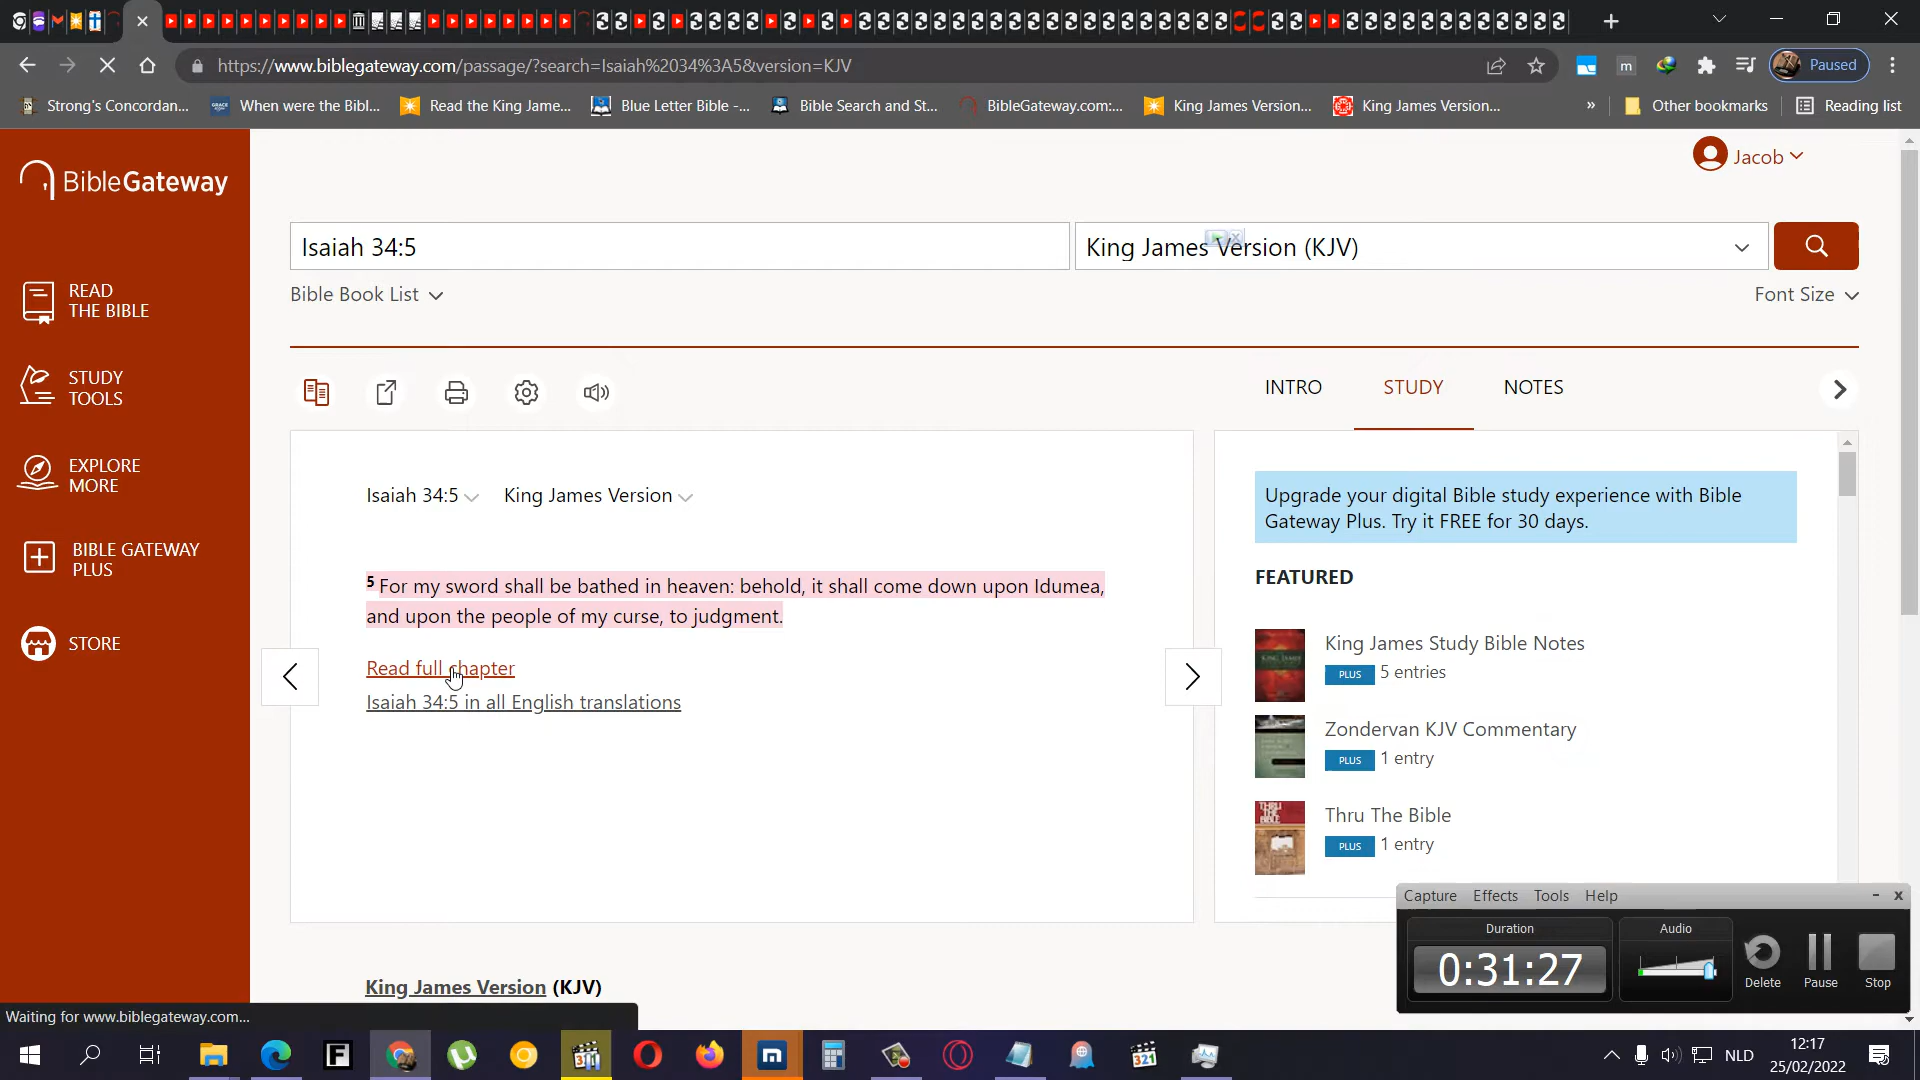 https://www.biblegateway.com/passage/?search=Isaiah%2034%3A5&version=KJV
Paused
Strong's Concordan...
When were the Bibl...
Read the King Jame...
Blue Letter Bible -...
Bible Search and St...
BibleGateway.com:...
King James Version...
King James Version...
»
Other bookmarks
Reading list
BibleGateway
Jacob
Isaiah 34:5
King James Version (KJV)
Bible Book List
Font Size
READ
THE BIBLE
STUDY
TOOLS
EXPLORE
MORE
BIBLE GATEWAY
PLUS
STORE
INTRO
STUDY
NOTES
Isaiah 34:5
King James Version
5 For my sword shall be bathed in heaven: behold, it shall come down upon Idumea,
and upon the people of my curse, to judgment.
Read full chapter
Isaiah 34:5 in all English translations
Upgrade your digital Bible study experience with Bible
Gateway Plus. Try it FREE for 30 days.
FEATURED
King James Study Bible Notes
PLUS 5 entries
Zondervan KJV Commentary
PLUS 1 entry
Thru The Bible
PLUS 1 entry
King James Version (KJV)
Capture Effects Tools Help
Duration
0:31:27
Audio
Delete
Pause
Stop
Waiting for www.biblegateway.com...
NLD
12:17
25/02/2022